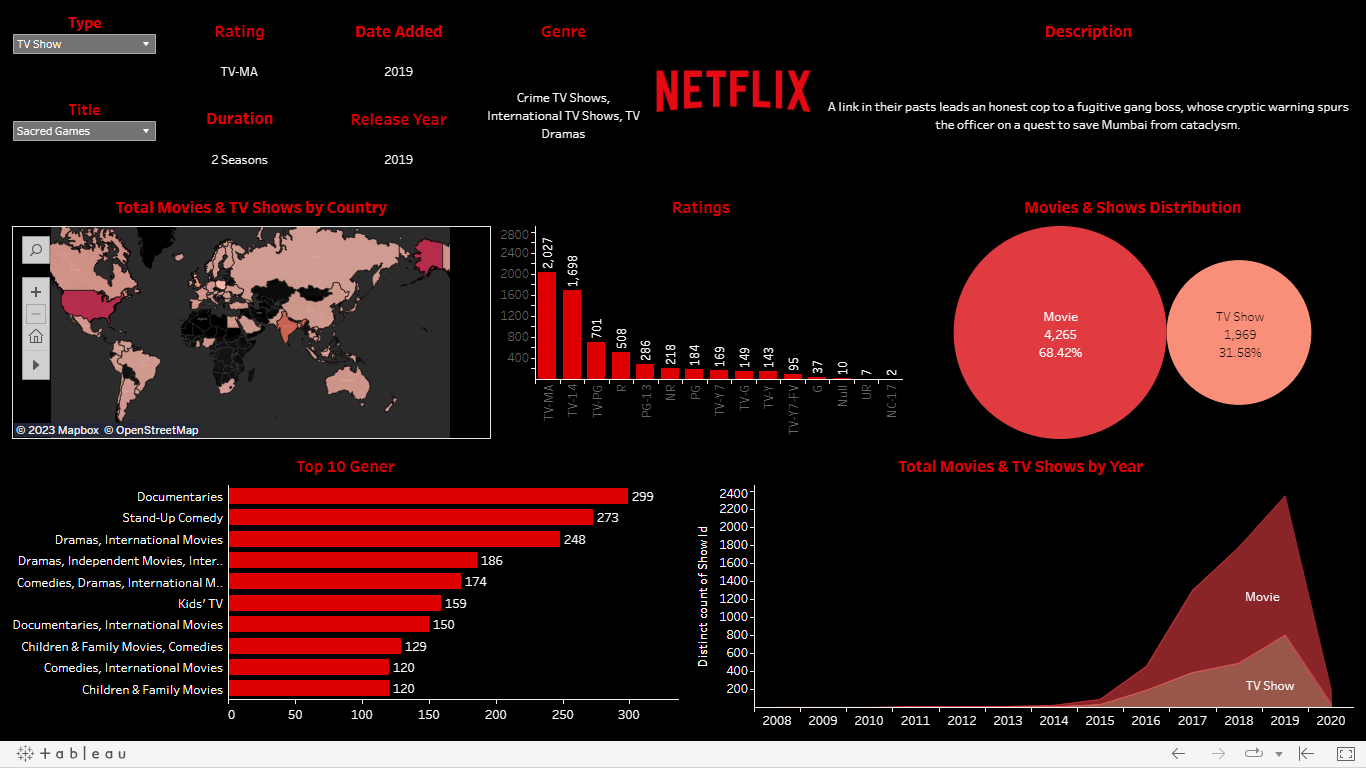 Type
TV Show
Title
Sacred Games
Rating
TV-MA
Duration
2 Seasons
Date Added
2019
Release Year
2019
Genre
Crime TV Shows,
International TV Shows, TV
Dramas
NETFLIX
Description
A link in their pasts leads an honest cop to a fugitive gang boss, whose cryptic warning spurs
the officer on a quest to save Mumbai from cataclysm.
Total Movies & TV Shows by Country
© 2023 Mapbox © OpenStreetMap
Ratings
2800
2400
2000
1600
1200
800
400
2,027
1,698
701
508
286
218
184
169
149
143
95
37
10
7
2
TV-MA
TV-14
TV-PG
R
PG-13
NR
PG
TV-Y7
TV-G
TV-Y
TV-Y7-FV
G
Null
UR
NC-17
Movies & Shows Distribution
Movie
4,265
68.42%
TV Show
1,969
31.58%
Top 10 Gener
Documentaries
299
Stand-Up Comedy
273
Dramas, International Movies
248
Dramas, Independent Movies, Inter..
186
Comedies, Dramas, International M..
174
Kids' TV
159
Documentaries, International Movies
150
Children & Family Movies, Comedies
129
Comedies, International Movies
120
Children & Family Movies
120
0 50 100 150 200 250 300
Total Movies & TV Shows by Year
Distinct count of Show Id
2400
2200
2000
1800
1600
1400
1200
1000
800
600
400
200
Movie
TV Show
2008 2009 2010 2011 2012 2013 2014 2015 2016 2017 2018 2019 2020
+ a b l e a u